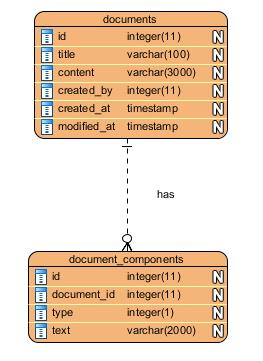 documents
id integer(11) N
title varchar(100) N
content varchar(3000) N
created_by integer(11) N
created_at timestamp N
modified_at timestamp N
has
document_components
id integer(11) N
document_id integer(11) N
type integer(1) N
text varchar(2000) N